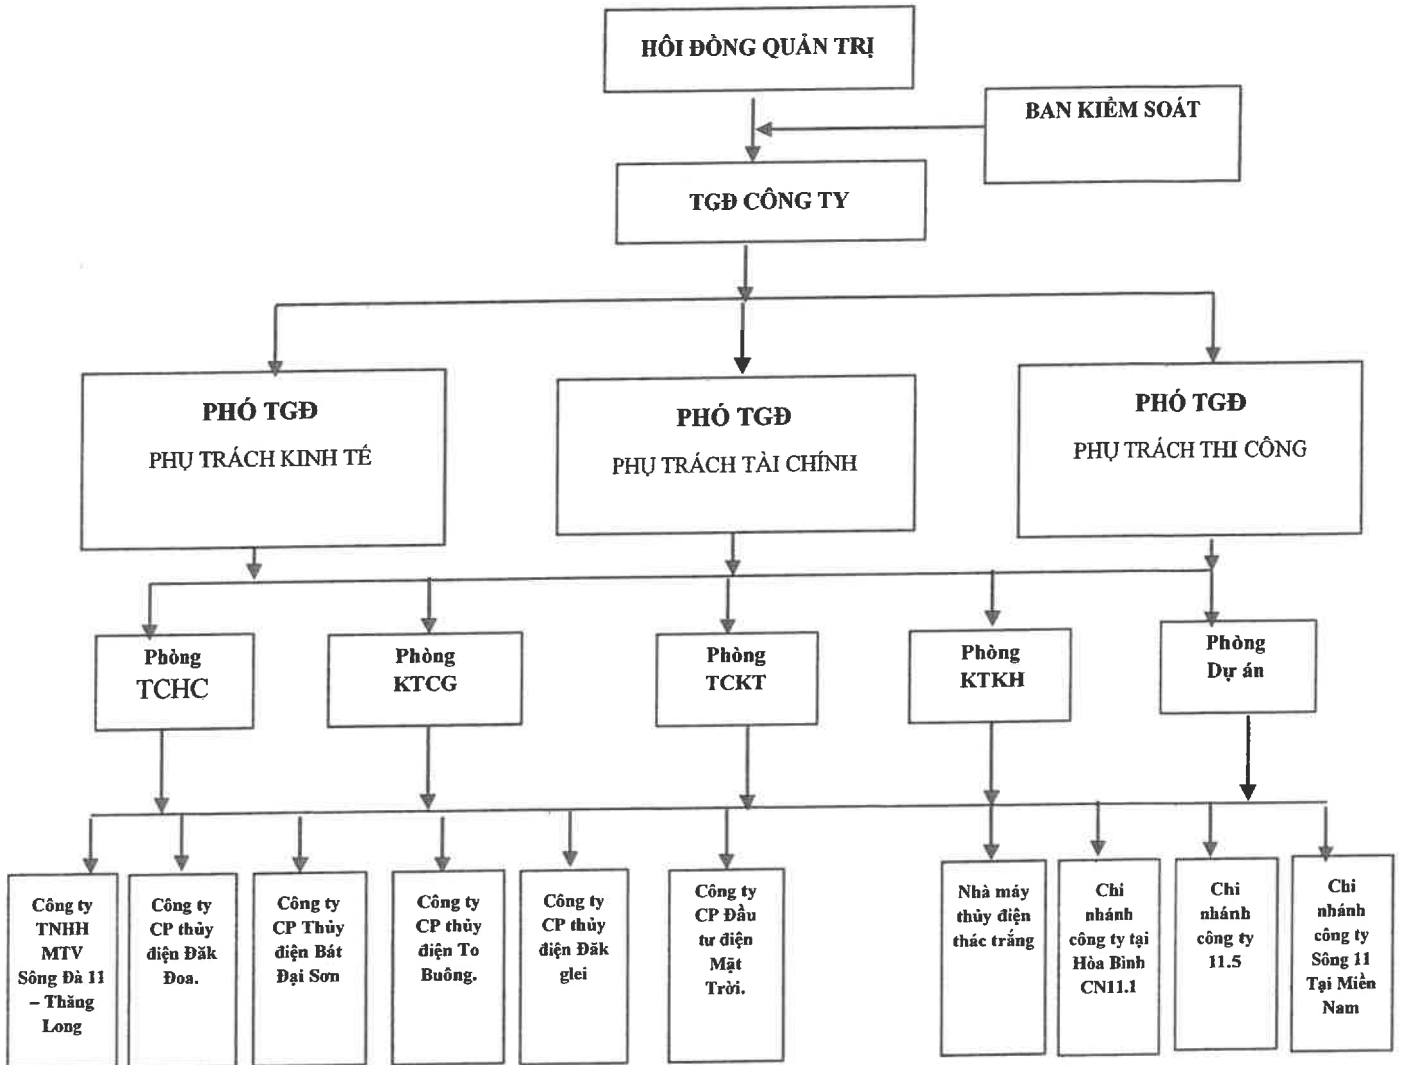 HÔI ĐỒNG QUẢN TRỊ
BAN KIỂM SOÁT
TGĐ CÔNG TY
PHÓ TGĐ
PHỤ TRÁCH KINH TẾ
PHÓ TGĐ
PHỤ TRÁCH TÀI CHÍNH
PHÓ TGĐ
PHỤ TRÁCH THI CÔNG
Phòng
TCHC
Phòng
KTCG
Phòng
TCKT
Phòng
KTKH
Phòng
Dự án
Công ty
TNHH
MTV
Sông Đà 11
– Thăng
Long
Công ty
CP thủy
điện Đăk
Đoa.
Công ty
CP Thủy
điện Bát
Đại Sơn
Công ty
CP thủy
điện To
Buông.
Công ty
CP thủy
điện Đăk
glei
Công ty
CP Đầu
tư điện
Mặt
Trời.
Nhà máy
thủy điện
thác trắng
Chi
nhánh
công ty tại
Hòa Bình
CN11.1
Chi
nhánh
công ty
11.5
Chi
nhánh
công ty
Sông 11
Tại Miền
Nam